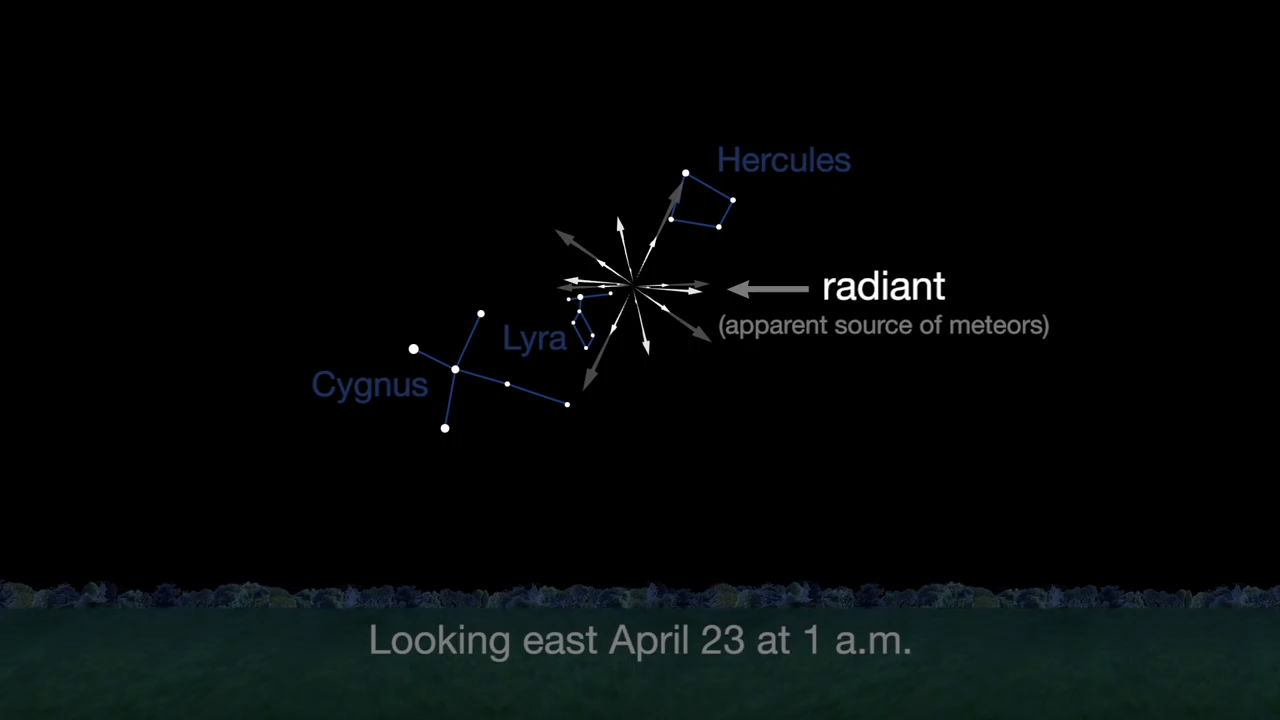 Hercules
radiant
(apparent source of meteors)
Lyra
Cygnus
Looking east April 23 at 1 a.m.